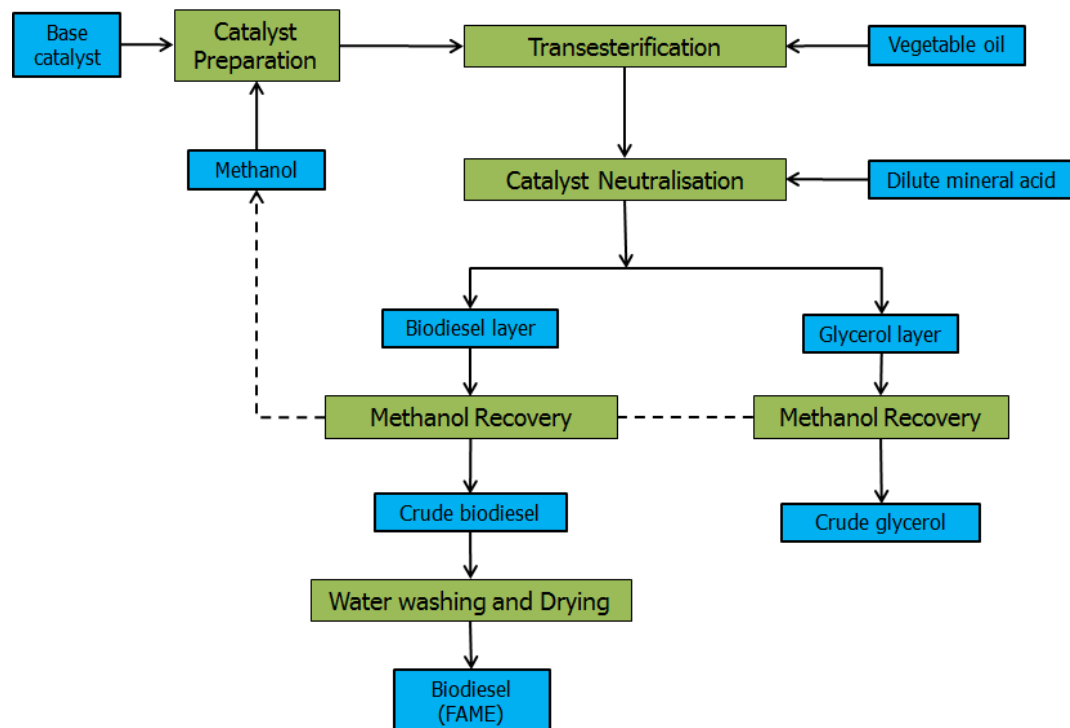 Base
catalyst
Catalyst
Preparation
Transesterification
Vegetable oil
Methanol
Catalyst Neutralisation
Dilute mineral acid
Biodiesel layer
Glycerol layer
Methanol Recovery
Methanol Recovery
Crude biodiesel
Crude glycerol
Water washing and Drying
Biodiesel
(FAME)